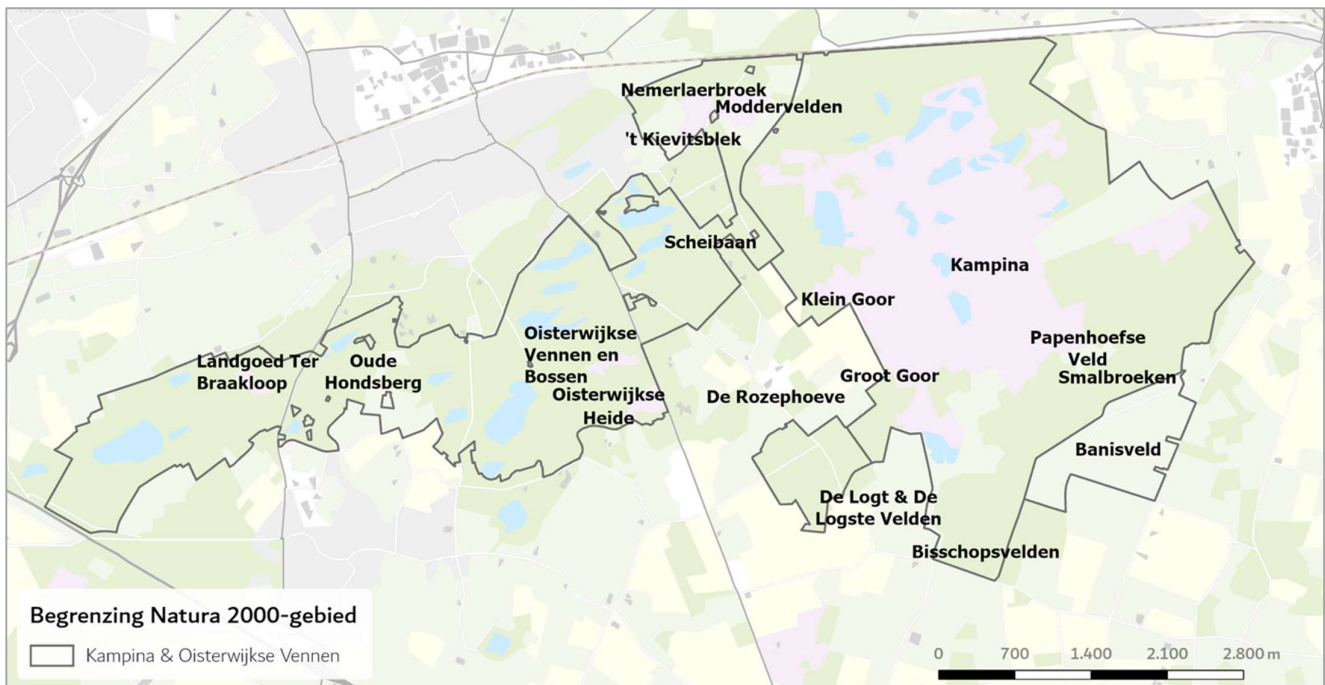 Nemerlaerbroek
Moddervelden
't Kievitsblek
Scheibaan
Kampina
Klein Goor
Oisterwijkse
Vennen en
Bossen
Papenhoefse
Veld
Smalbroeken
Landgoed Ter
Braakloop
Oude
Hondsberg
Groot Goor
Oisterwijkse
Heide
De Rozephoeve
Banisveld
De Logt & De
Logste Velden
Bisschopsvelden
Begrenzing Natura 2000-gebied
Kampina & Oisterwijkse Vennen
0 700 1.400 2.100 2.800 m